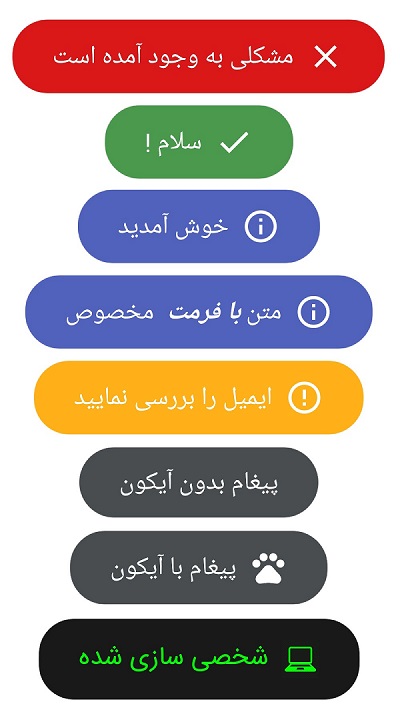 مشکلی به وجود آمده است
سلام !
خوش آمدید
متن با فرمت مخصوص
ایمیل را بررسی نمایید
پیغام بدون آیکون
پیغام با آیکون
شخصی سازی شده